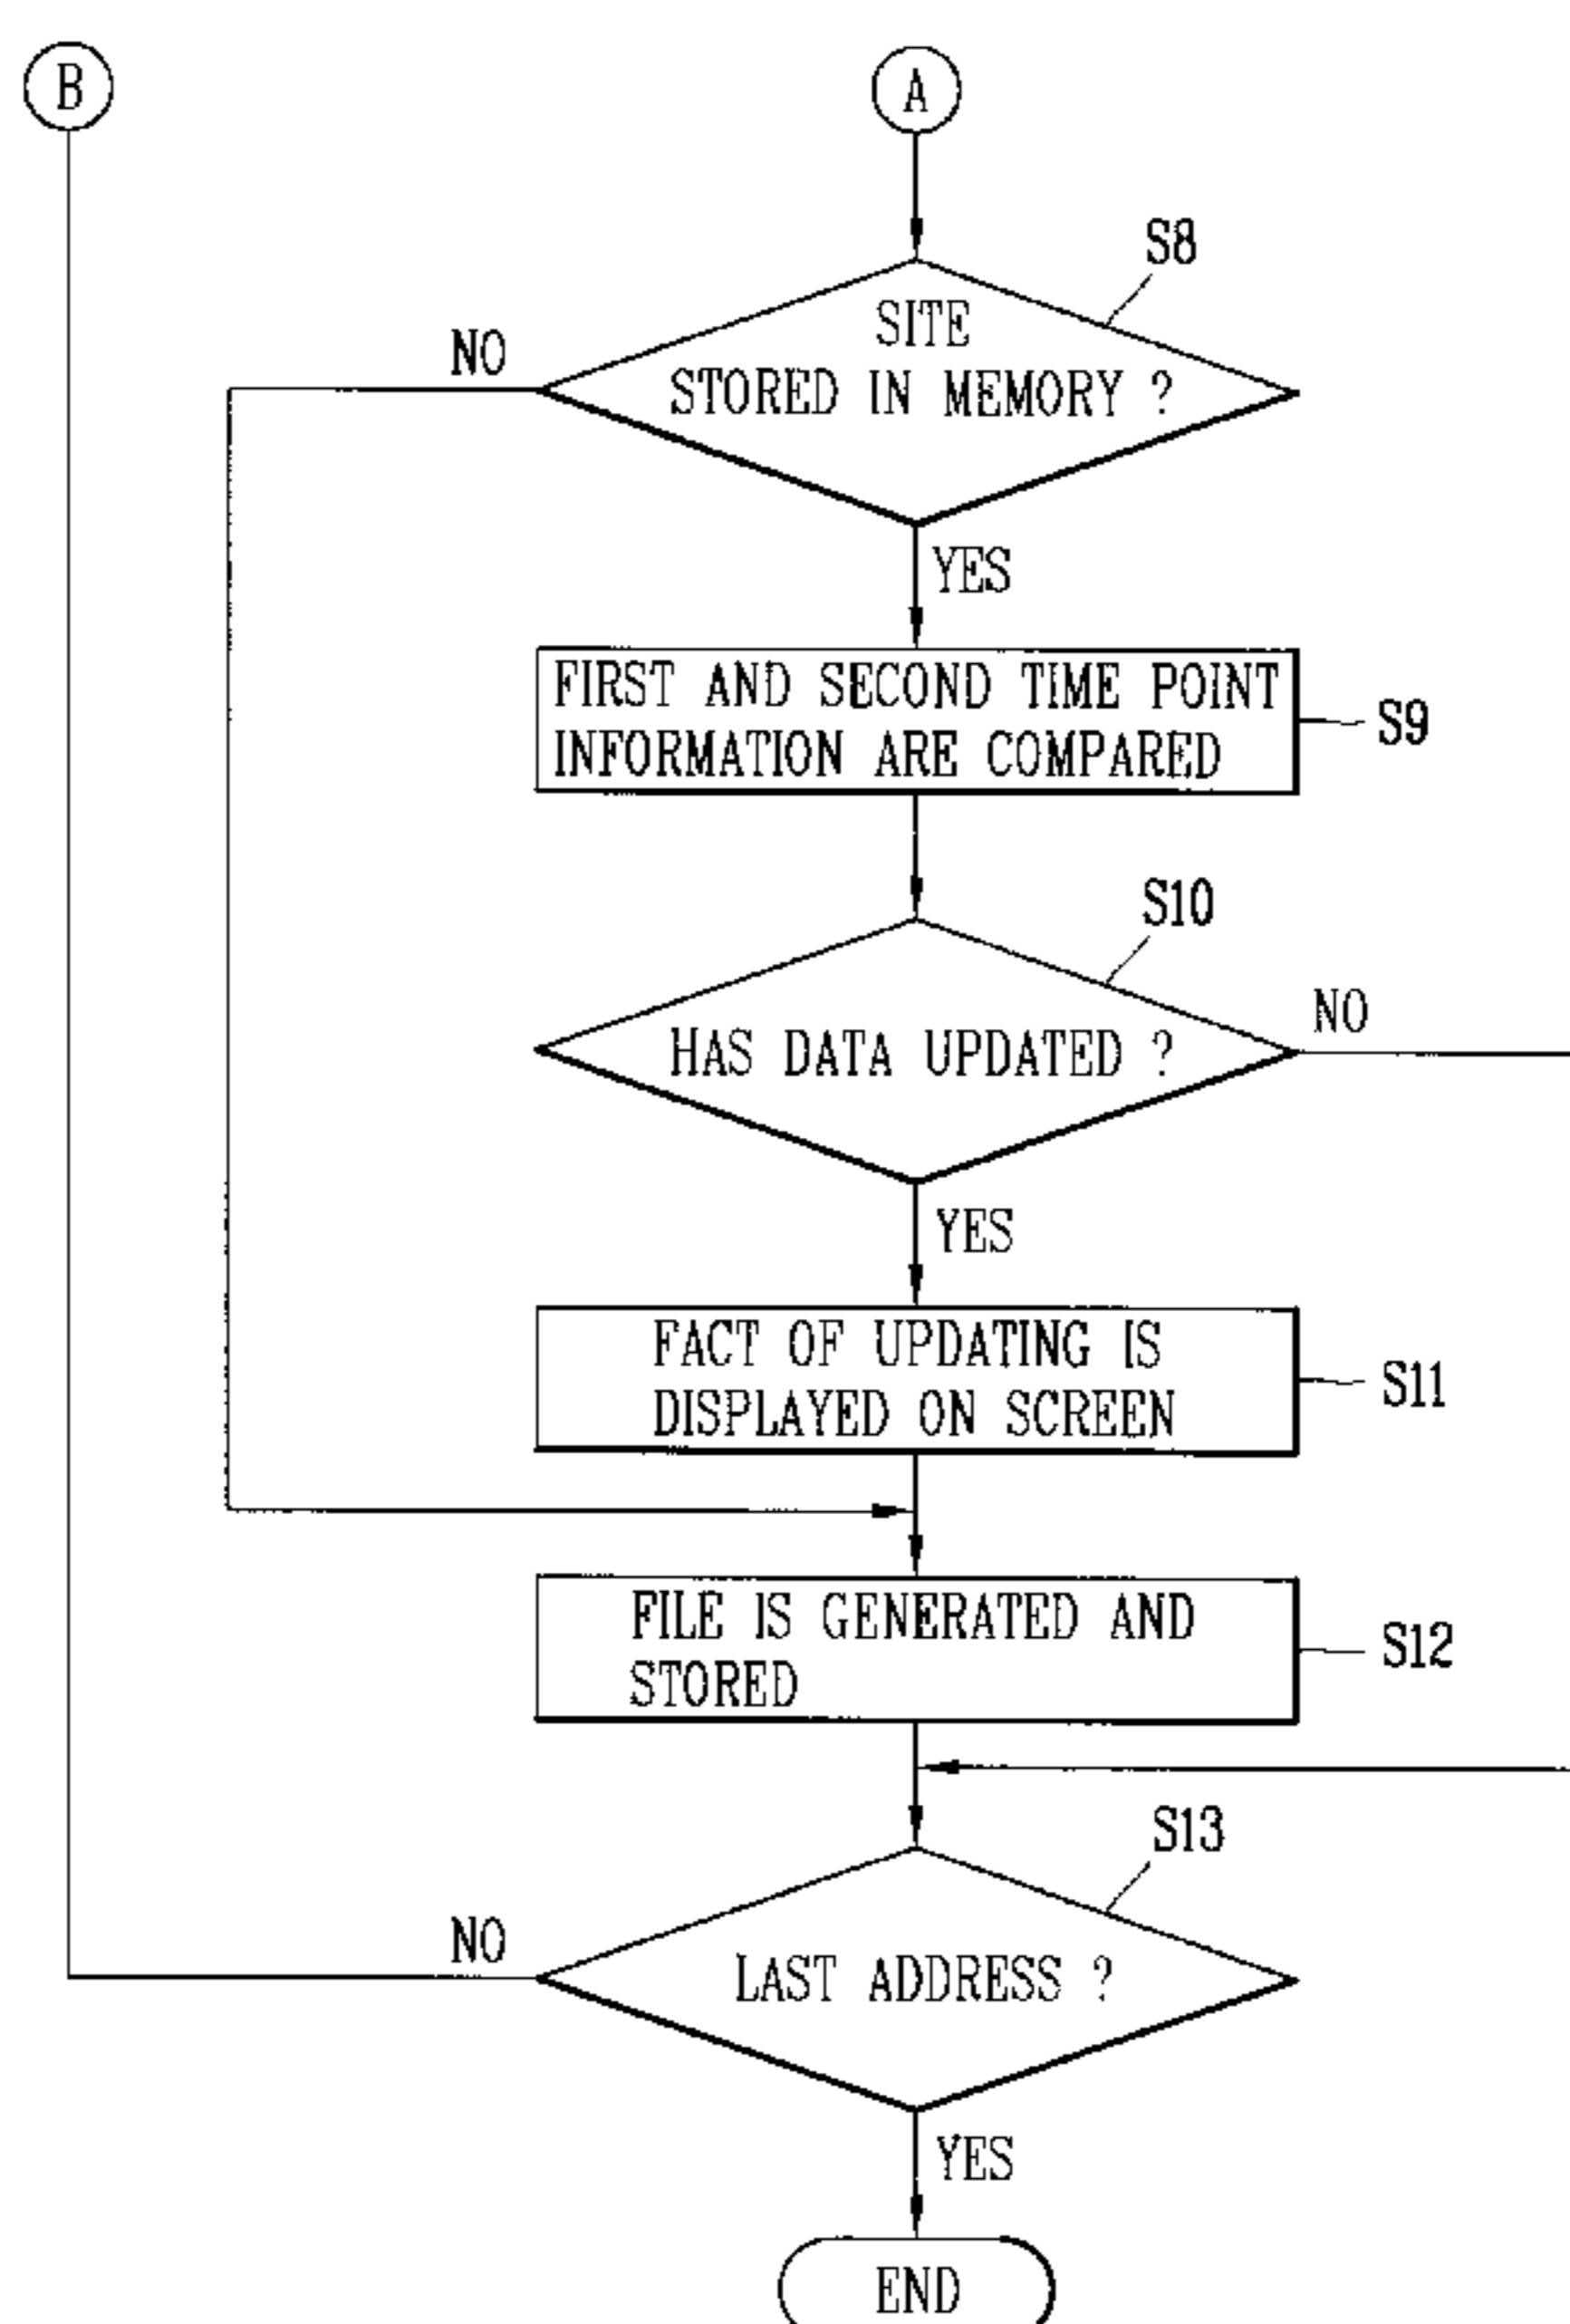 B
A
S8
SITE
STORED IN MEMORY ?
NO
YES
FIRST AND SECOND TIME POINT
INFORMATION ARE COMPARED
S9
S10
HAS DATA UPDATED ?
NO
YES
FACT OF UPDATING IS
DISPLAYED ON SCREEN
S11
FILE IS GENERATED AND
STORED
S12
S13
LAST ADDRESS ?
NO
YES
END